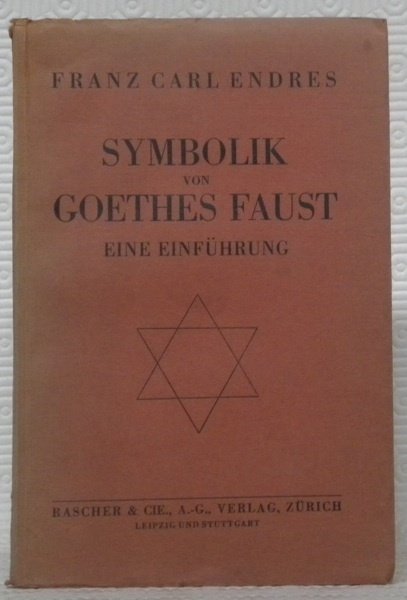 FRANZ CARL ENDRES
SYMBOLIK
VON
GOETHES FAUST
EINE EINFÜHRUNG
RASCHER & CIE., A.-G., VERLAG, ZÜRICH
LEIPZIG UND STUTTGART